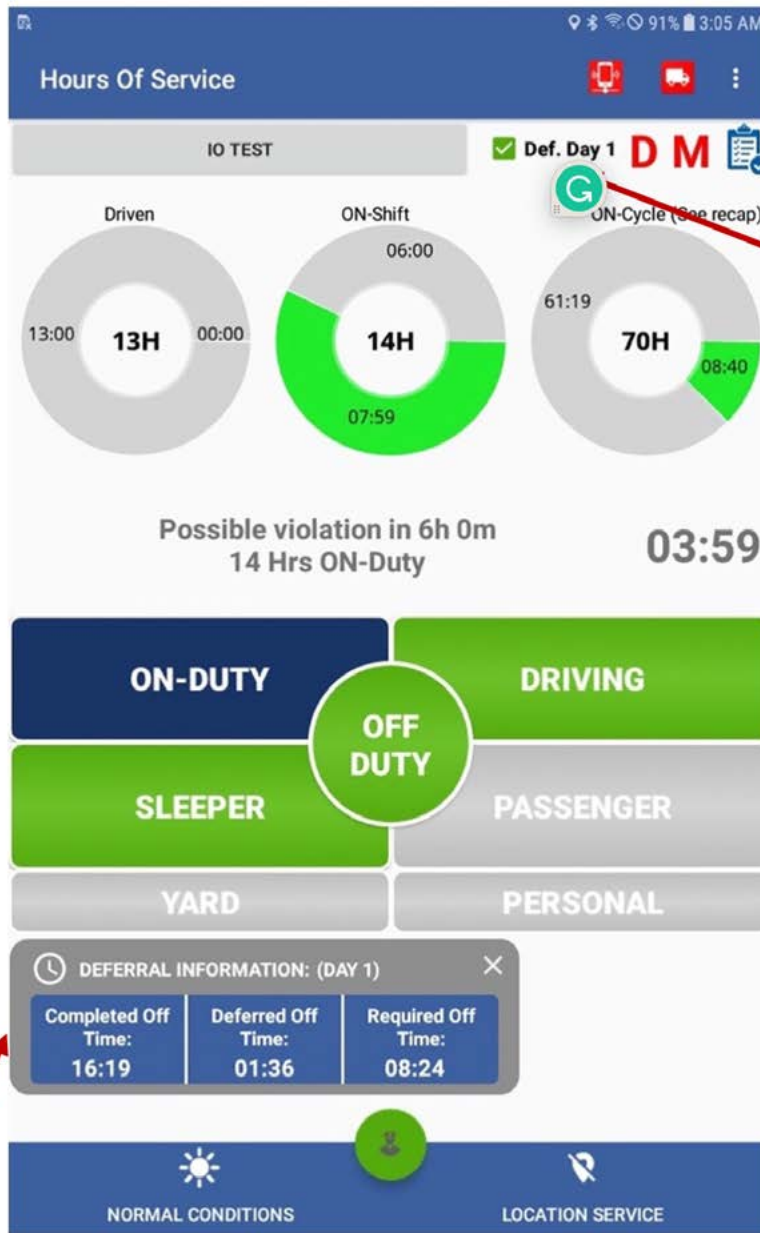 91% 3:05 AM
Hours Of Service
IO TEST
Def. Day 1 D M
Driven
ON-Shift
ON-Cycle (See recap)
13:00
13H
00:00
06:00
14H
07:59
61:19
70H
08:40
Possible violation in 6h 0m
14 Hrs ON-Duty
03:59
ON-DUTY
DRIVING
OFF
DUTY
SLEEPER
PASSENGER
YARD
PERSONAL
DEFERRAL INFORMATION: (DAY 1)
Completed Off
Time:
16:19
Deferred Off
Time:
01:36
Required Off
Time:
08:24
NORMAL CONDITIONS
LOCATION SERVICE